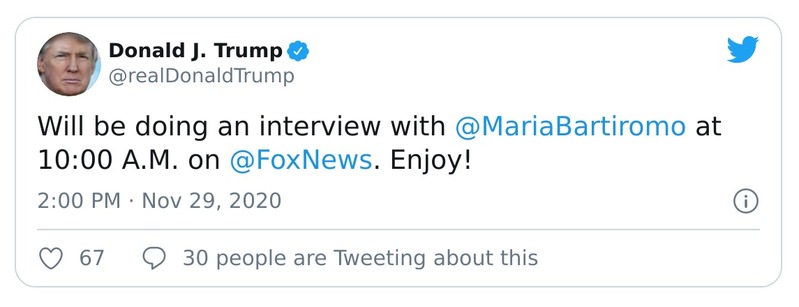 Donald J. Trump
@realDonaldTrump
Will be doing an interview with @MariaBartiromo at
10:00 A.M. on @FoxNews. Enjoy!
2:00 PM · Nov 29, 2020
67 30 people are Tweeting about this